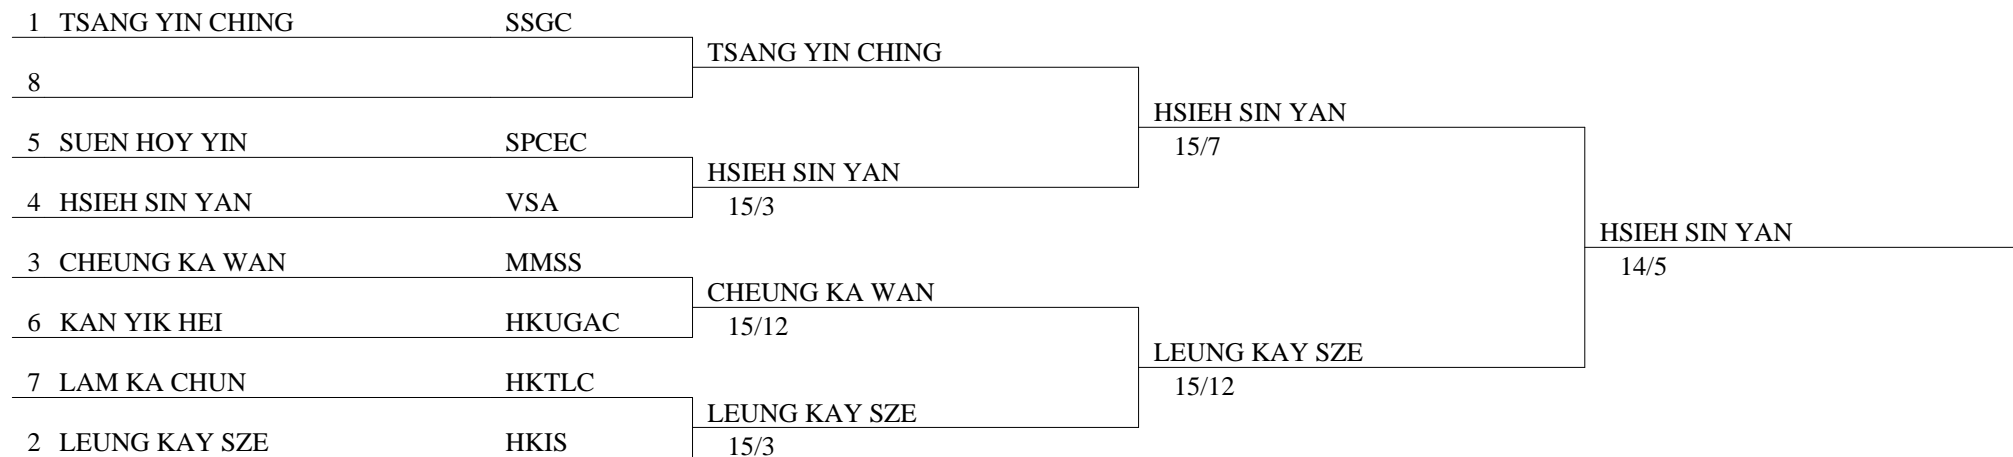 1 TSANG YIN CHING SSGC
TSANG YIN CHING
8
HSIEH SIN YAN
5 SUEN HOY YIN SPCEC
15/7
HSIEH SIN YAN
4 HSIEH SIN YAN VSA
15/3
HSIEH SIN YAN
3 CHEUNG KA WAN MMSS
14/5
CHEUNG KA WAN
6 KAN YIK HEI HKUGAC
15/12
LEUNG KAY SZE
7 LAM KA CHUN HKTLC
15/12
LEUNG KAY SZE
2 LEUNG KAY SZE HKIS
15/3